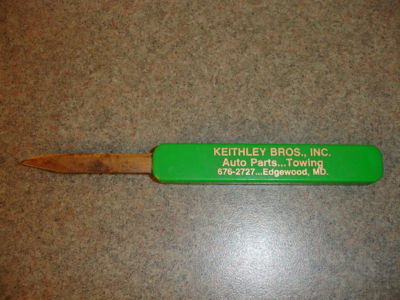 KEITHLEY BROS., INC.
Auto Parts...Towing
676-2727...Edgewood, MD.